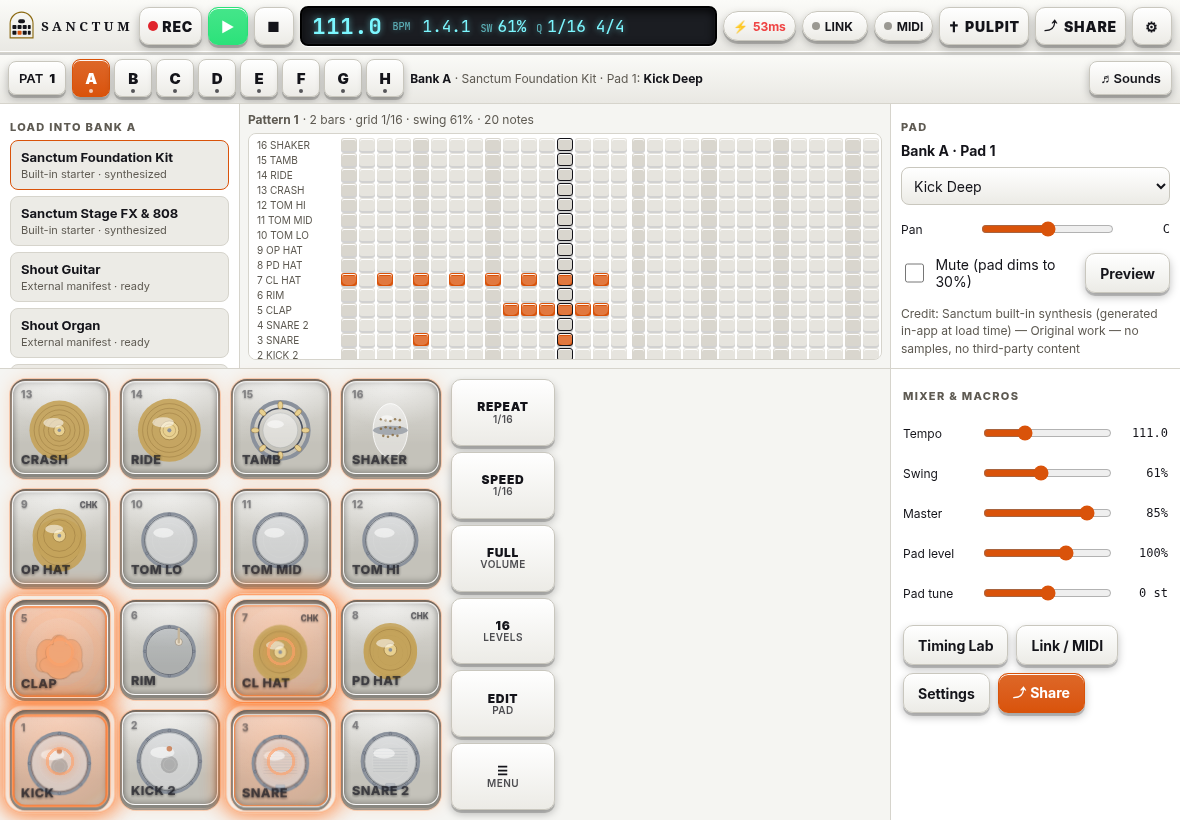 SANCTUM
REC
111.0 BPM 1.4.1 SW 61% Q 1/16 4/4
⚡ 53ms
LINK
MIDI
✝ PULPIT
⤴ SHARE
PAT 1
A B C D E F G H
Bank A · Sanctum Foundation Kit · Pad 1: Kick Deep
♬ Sounds
LOAD INTO BANK A
Sanctum Foundation Kit
Built-in starter · synthesized
Sanctum Stage FX & 808
Built-in starter · synthesized
Shout Guitar
External manifest · ready
Shout Organ
External manifest · ready
Pattern 1 · 2 bars · grid 1/16 · swing 61% · 20 notes
16 SHAKER
15 TAMB
14 RIDE
13 CRASH
12 TOM HI
11 TOM MID
10 TOM LO
9 OP HAT
8 PD HAT
7 CL HAT
6 RIM
5 CLAP
4 SNARE 2
3 SNARE
2 KICK 2
PAD
Bank A · Pad 1
Kick Deep
Pan C
Mute (pad dims to
30%)
Preview
Credit: Sanctum built-in synthesis (generated
in-app at load time) — Original work — no
samples, no third-party content
13
CRASH
14
RIDE
15
TAMB
16
SHAKER
9 CHK
OP HAT
10
TOM LO
11
TOM MID
12
TOM HI
5
CLAP
6
RIM
7 CHK
CL HAT
8 CHK
PD HAT
1
KICK
2
KICK 2
3
SNARE
4
SNARE 2
REPEAT
1/16
SPEED
1/16
FULL
VOLUME
16
LEVELS
EDIT
PAD
☰
MENU
MIXER & MACROS
Tempo 111.0
Swing 61%
Master 85%
Pad level 100%
Pad tune 0 st
Timing Lab
Link / MIDI
Settings
⤴ Share